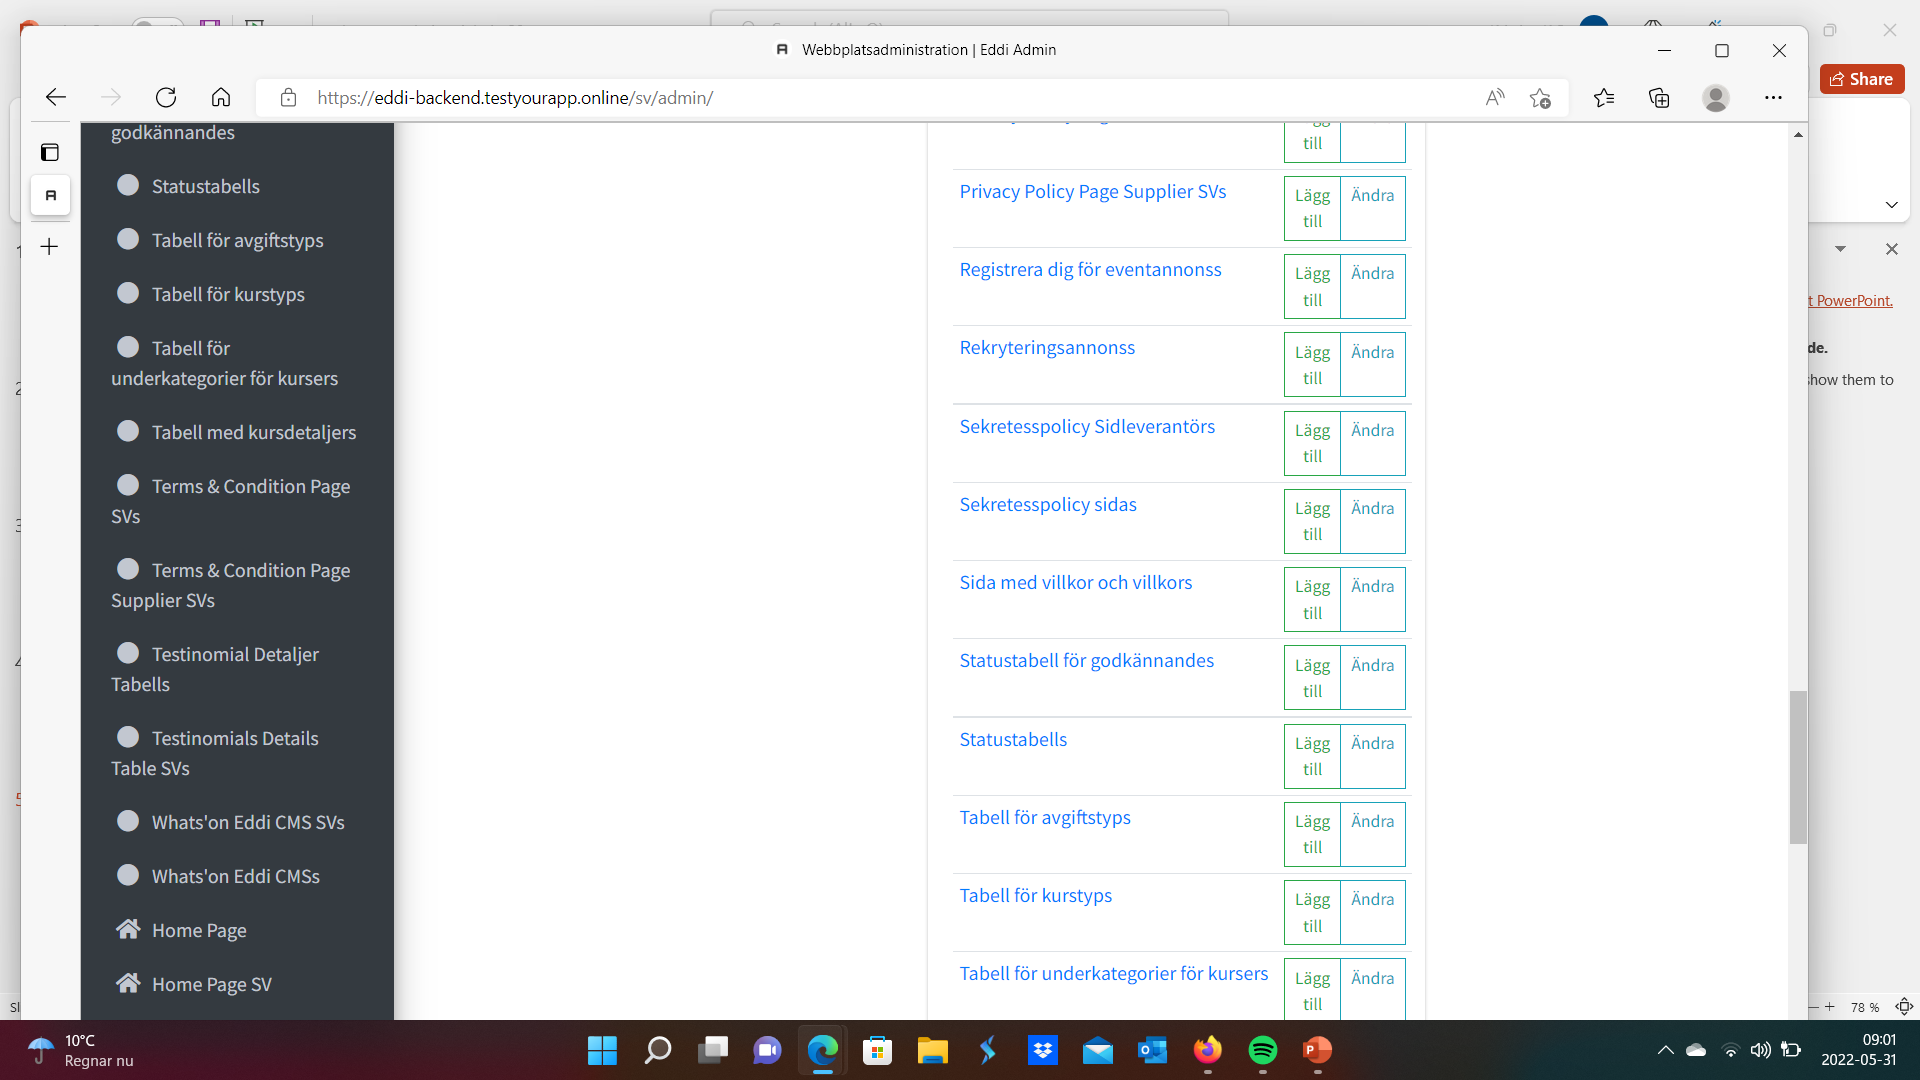 Share
Webbplatsadministration | Eddi Admin
https://eddi-backend.testyourapp.online/sv/admin/
godkännandes
Statustabells
Tabell för avgiftstyps
Tabell för kurstyps
Tabell för
underkategorier för kursers
Tabell med kursdetaljers
Terms & Condition Page
SVs
Terms & Condition Page
Supplier SVs
Testinomial Detaljer
Tabells
Testinomials Details
Table SVs
Whats'on Eddi CMS SVs
Whats'on Eddi CMSs
Home Page
Home Page SV
till
Privacy Policy Page Supplier SVs
Lägg
till
Ändra
Registrera dig för eventannonss
Lägg
till
Ändra
Rekryteringsannonss
Lägg
till
Ändra
Sekretesspolicy Sidleverantörs
Lägg
till
Ändra
Sekretesspolicy sidas
Lägg
till
Ändra
Sida med villkor och villkors
Lägg
till
Ändra
Statustabell för godkännandes
Lägg
till
Ändra
Statustabells
Lägg
till
Ändra
Tabell för avgiftstyps
Lägg
till
Ändra
Tabell för kurstyps
Lägg
till
Ändra
Tabell för underkategorier för kursers
Lägg
till
Ändra
t PowerPoint.
de.
show them to
78 %
10°C
Regnar nu
09:01
2022-05-31